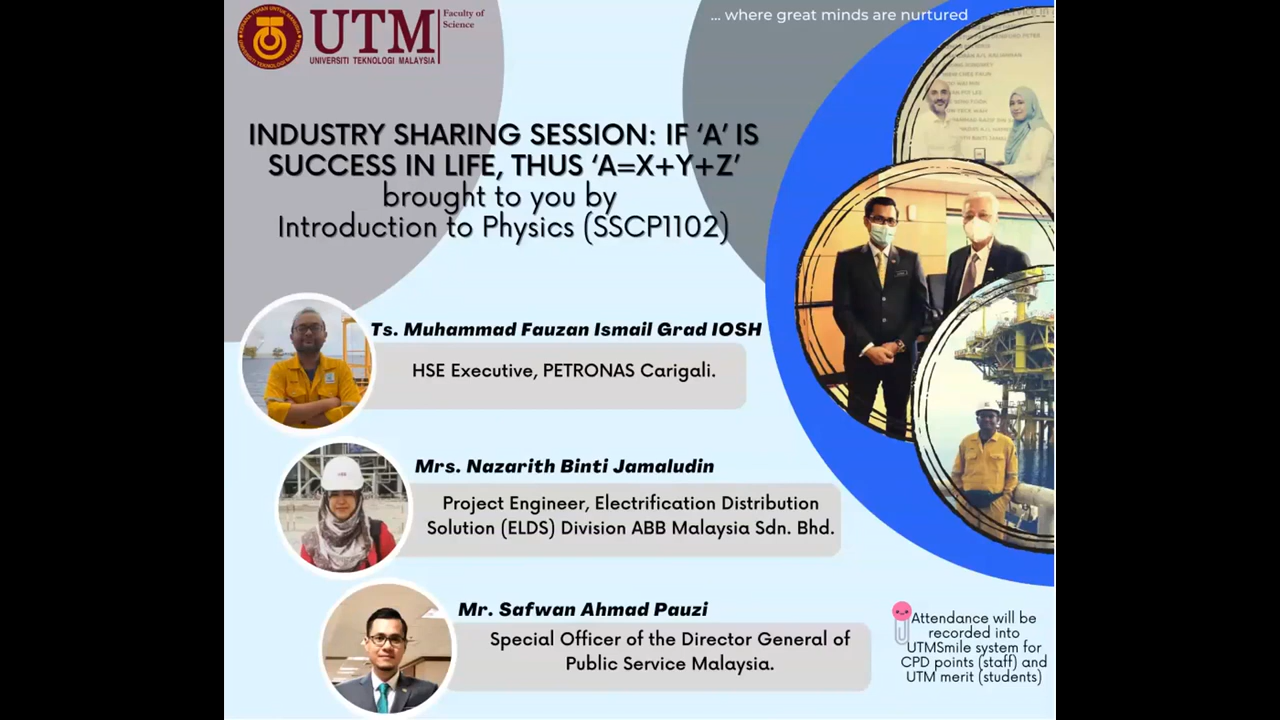 UTM
UNIVERSITI TEKNOLOGI MALAYSIA
Faculty of
Science
... where great minds are nurtured
INDUSTRY SHARING SESSION: IF ‘A’ IS
SUCCESS IN LIFE, THUS ‘A=X+Y+Z’
brought to you by
Introduction to Physics (SSCP1102)
Ts. Muhammad Fauzan Ismail Grad IOSH
HSE Executive, PETRONAS Carigali.
Mrs. Nazarith Binti Jamaludin
Project Engineer, Electrification Distribution
Solution (ELDS) Division ABB Malaysia Sdn. Bhd.
Mr. Safwan Ahmad Pauzi
Special Officer of the Director General of
Public Service Malaysia.
Attendance will be
recorded into
UTMSmile system for
CPD points (staff) and
UTM merit (students)